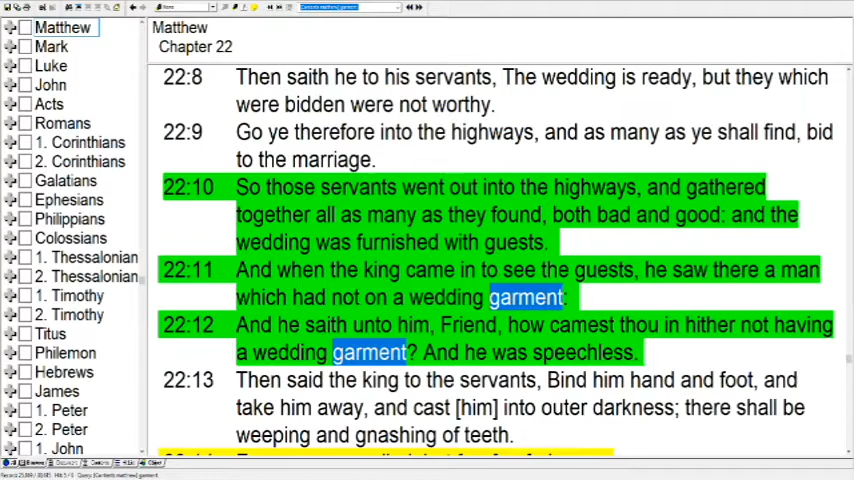 Matthew
Mark
Luke
John
Acts
Romans
1. Corinthians
2. Corinthians
Galatians
Ephesians
Philippians
Colossians
1. Thessalonian
2. Thessalonian
1. Timothy
2. Timothy
Titus
Philemon
Hebrews
James
1. Peter
2. Peter
1. John
Matthew
Chapter 22
22:8 Then saith he to his servants, The wedding is ready, but they which
were bidden were not worthy.
22:9 Go ye therefore into the highways, and as many as ye shall find, bid
to the marriage.
22:10 So those servants went out into the highways, and gathered
together all as many as they found, both bad and good: and the
wedding was furnished with guests.
22:11 And when the king came in to see the guests, he saw there a man
which had not on a wedding garment:
22:12 And he saith unto him, Friend, how camest thou in hither not having
a wedding garment? And he was speechless.
22:13 Then said the king to the servants, Bind him hand and foot, and
take him away, and cast [him] into outer darkness; there shall be
weeping and gnashing of teeth.